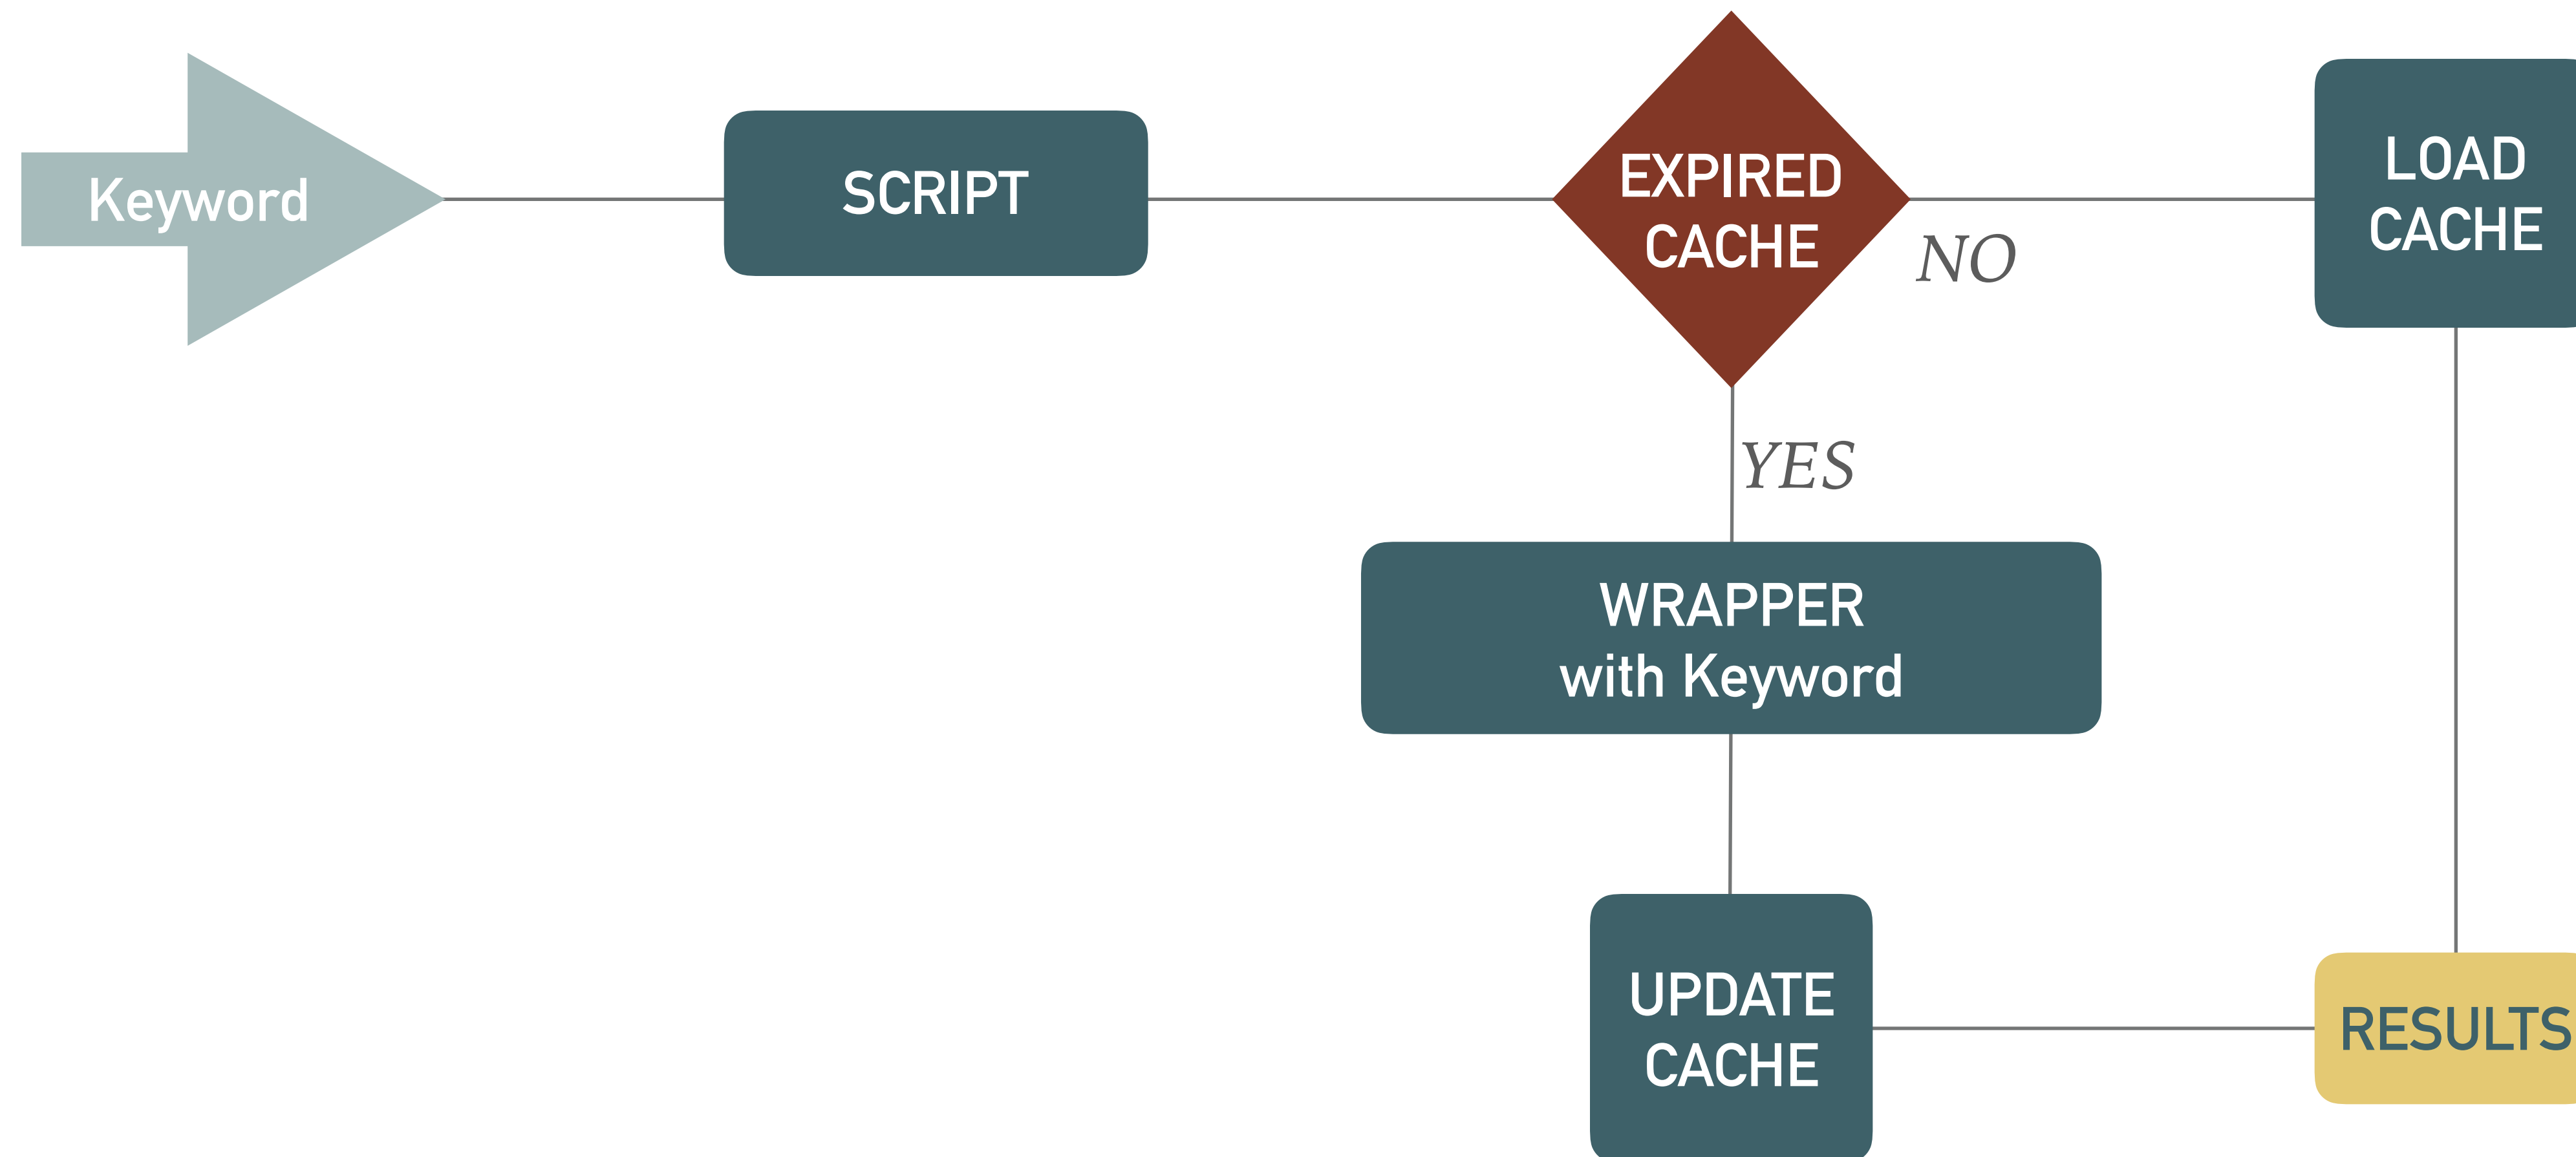 Keyword
SCRIPT
EXPIRED
CACHE
NO
LOAD
CACHE
YES
WRAPPER
with Keyword
UPDATE
CACHE
RESULTS